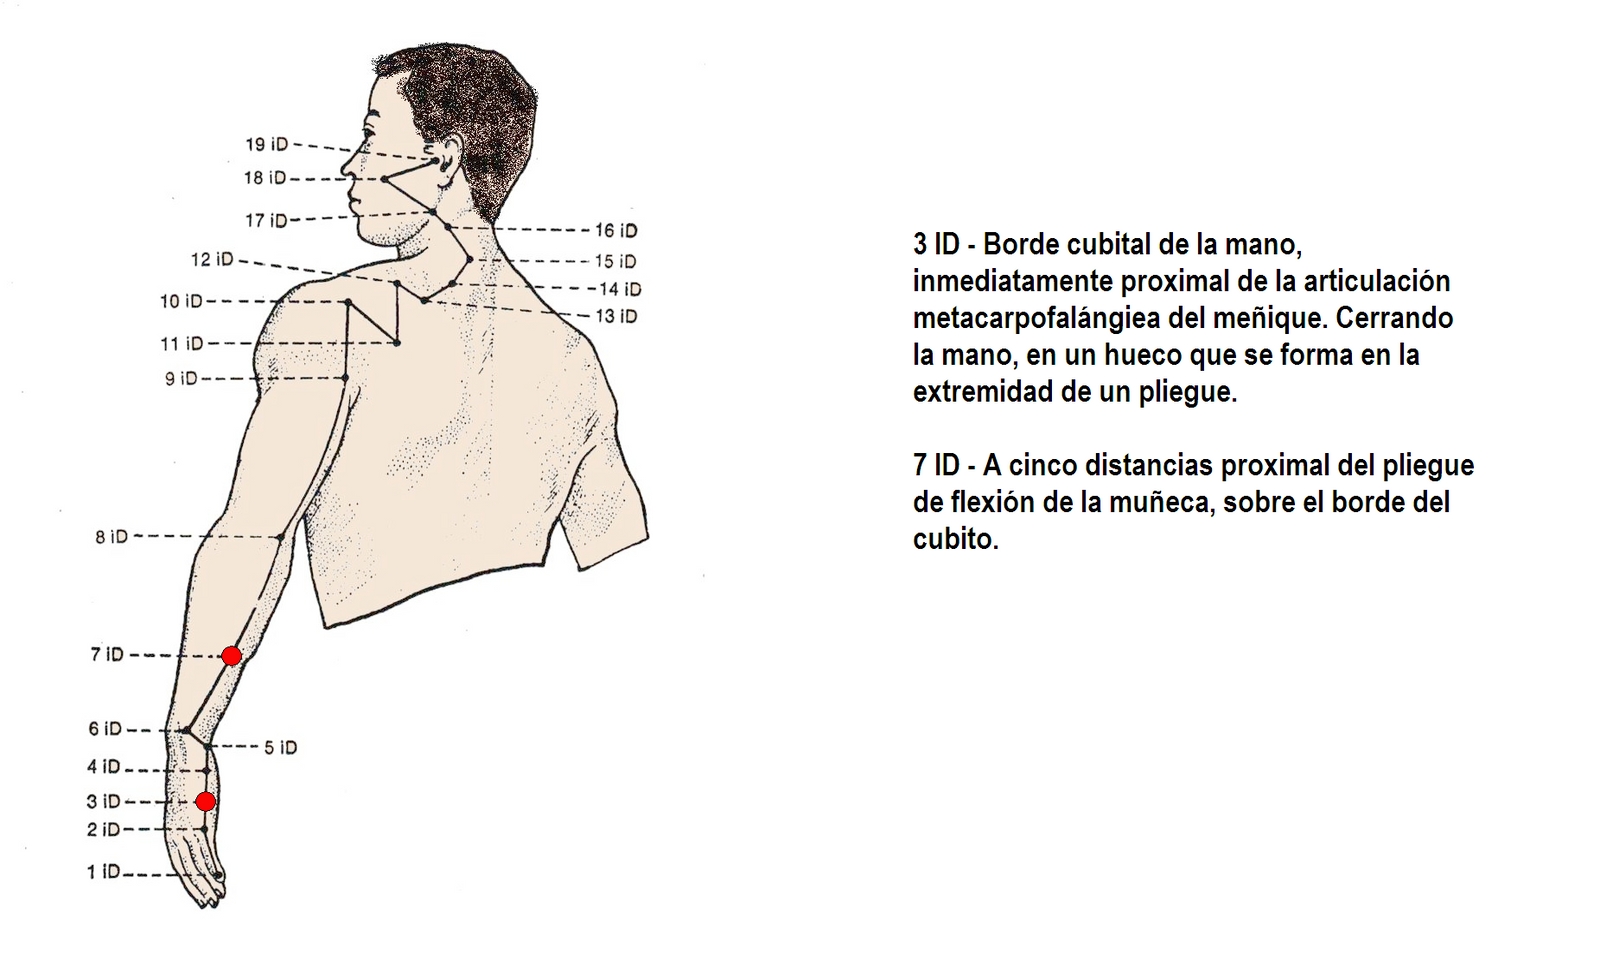 19 iD
18 iD
17 iD
16 iD
12 iD
15 iD
14 iD
10 iD
13 iD
11 iD
9 iD
8 iD
7 iD
6 iD
5 iD
4 iD
3 iD
2 iD
1 iD
3 ID - Borde cubital de la mano,
inmediatamente proximal de la articulación
metacarpofalángiea del meñique. Cerrando
la mano, en un hueco que se forma en la
extremidad de un pliegue.
7 ID - A cinco distancias proximal del pliegue
de flexión de la muñeca, sobre el borde del
cubito.